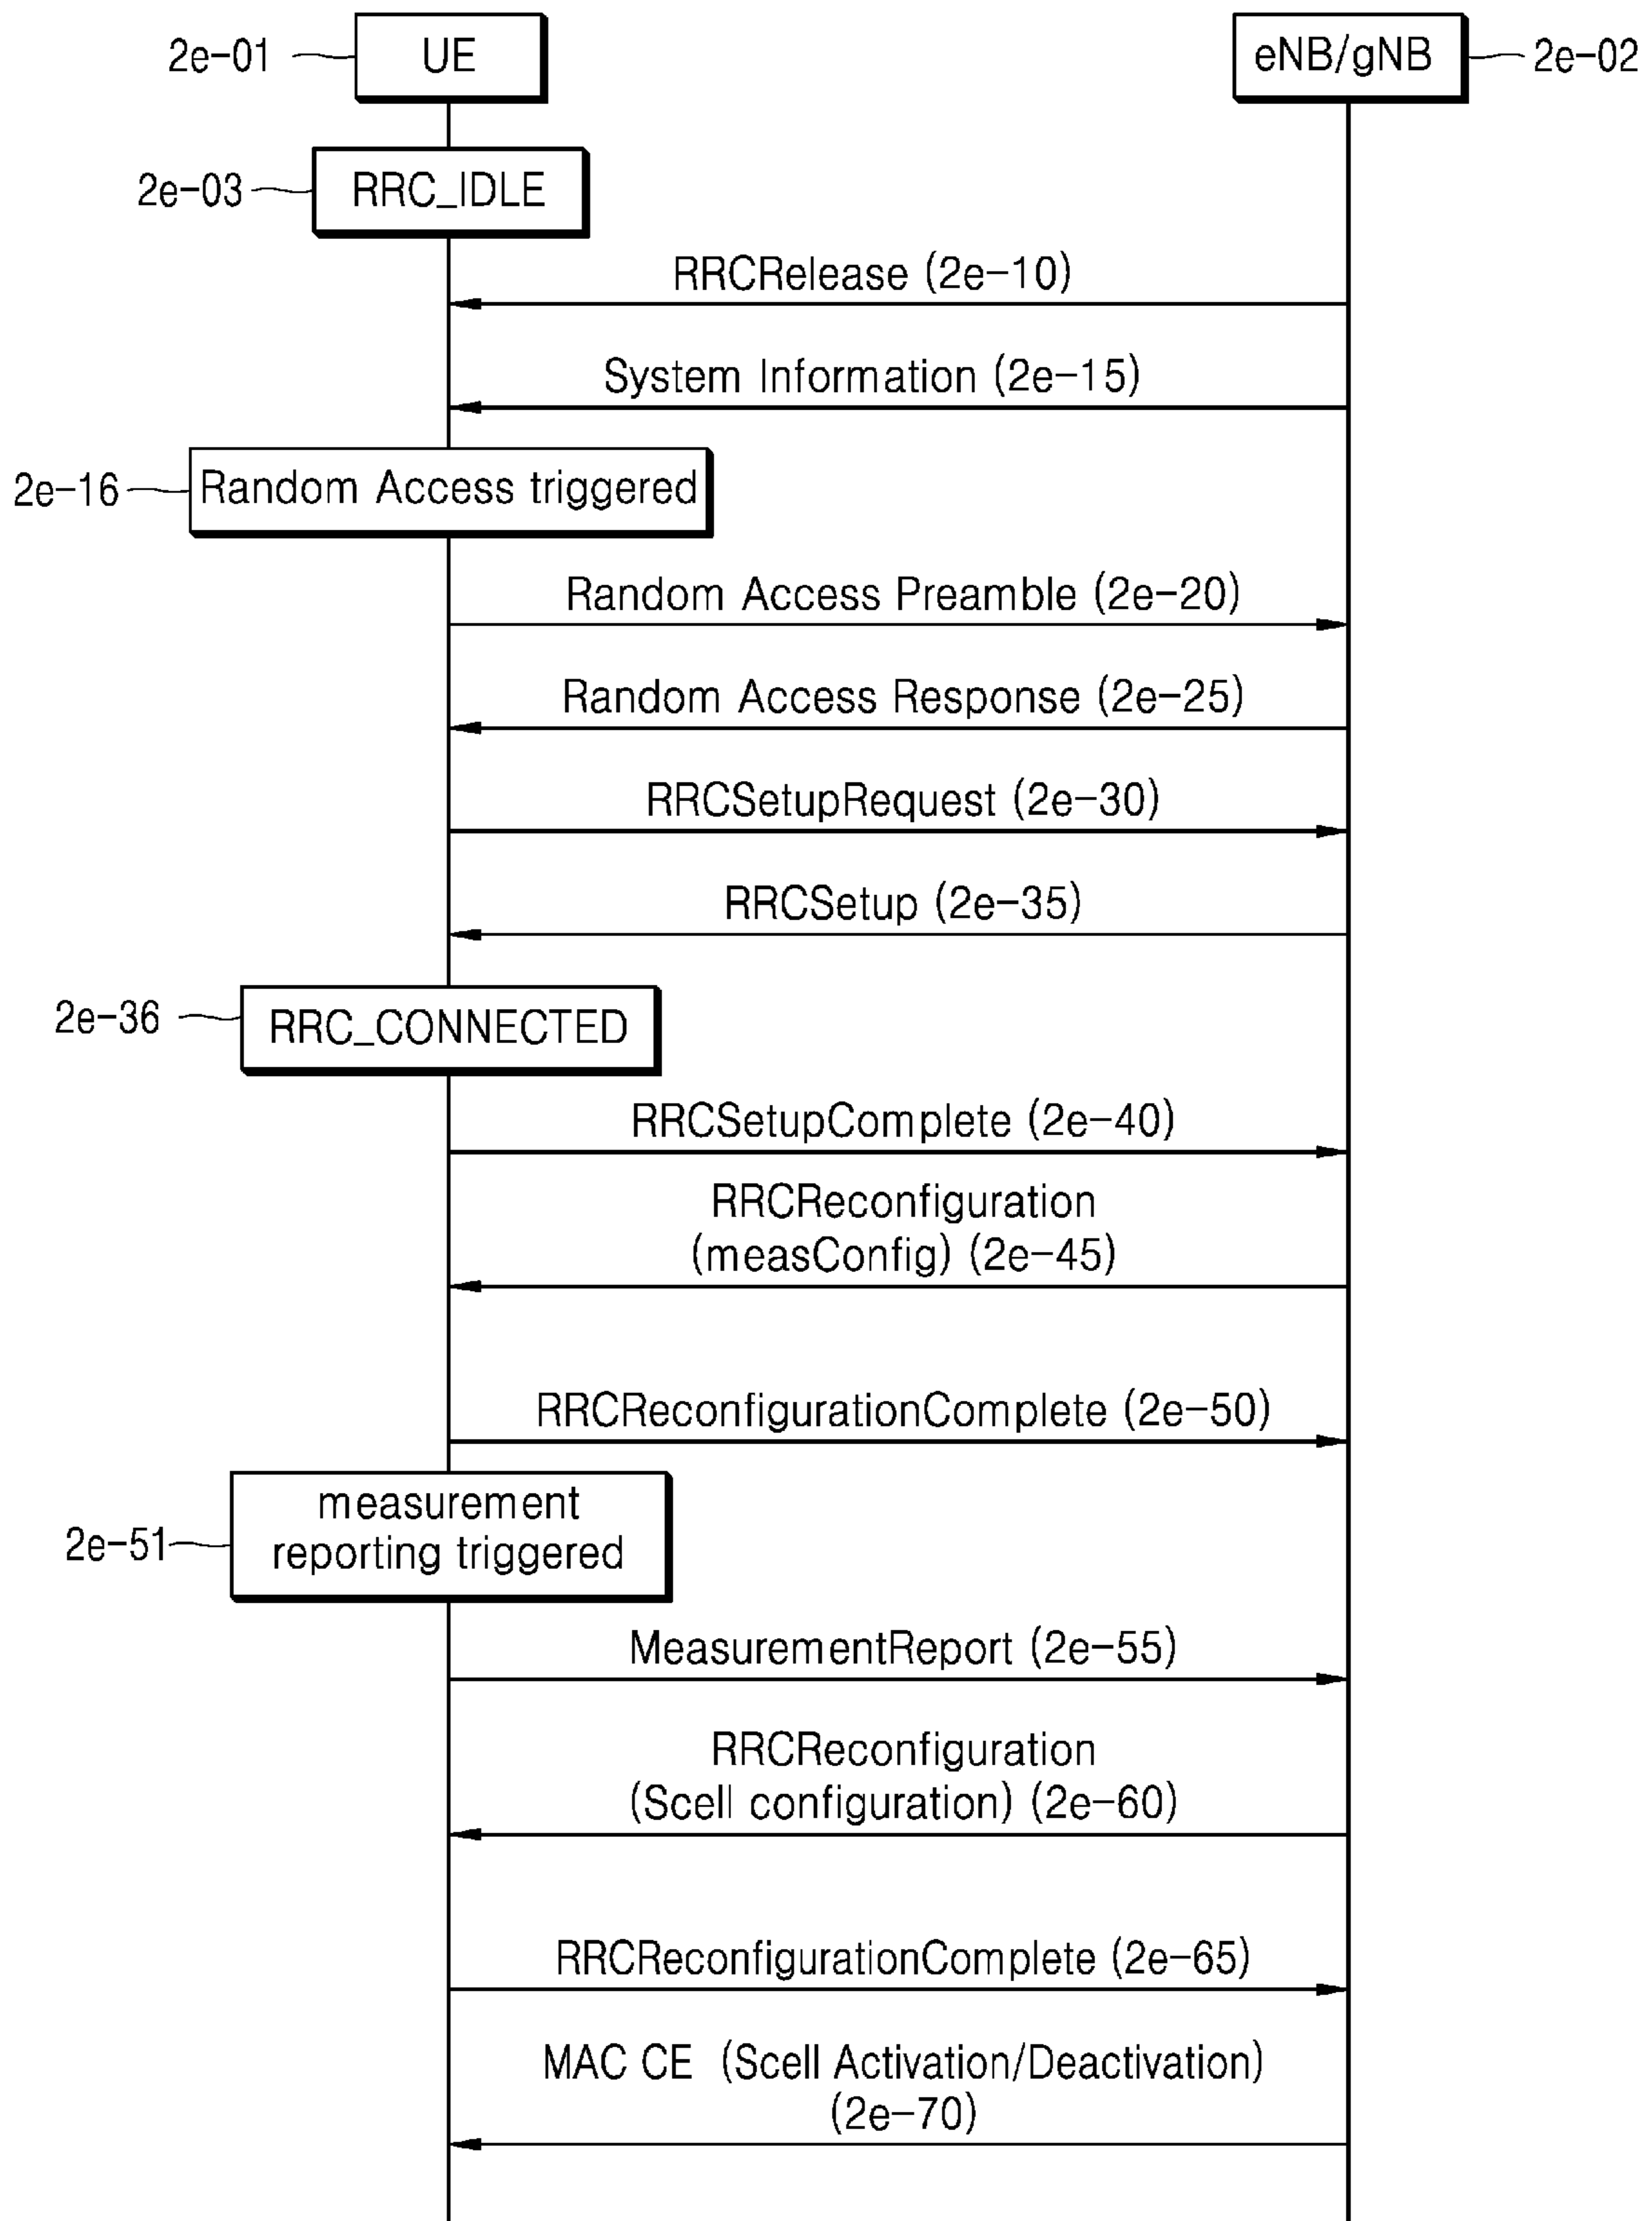 2e-01 UE eNB/gNB 2e-02
2e-03 RRC_IDLE
RRCRelease (2e-10)
System Information (2e-15)
2e-16 Random Access triggered
Random Access Preamble (2e-20)
Random Access Response (2e-25)
RRCSetupRequest (2e-30)
RRCSetup (2e-35)
2e-36 RRC_CONNECTED
RRCSetupComplete (2e-40)
RRCReconfiguration
(measConfig) (2e-45)
RRCReconfigurationComplete (2e-50)
measurement
2e-51 reporting triggered
MeasurementReport (2e-55)
RRCReconfiguration
(Scell configuration) (2e-60)
RRCReconfigurationComplete (2e-65)
MAC CE (Scell Activation/Deactivation)
(2e-70)